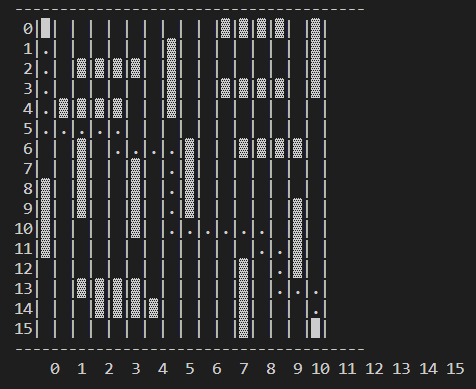 ---------------------------------------
0|█| | | | | | | | | |▒|▒|▒|▒| |▒|
1|.| | | | | | |▒| | | | | | | |▒|
2|.| |▒|▒|▒|▒| |▒| | | | | | | |▒|
3|.| | | | | | |▒| | |▒|▒|▒|▒| |▒|
4|.|▒|▒|▒|▒| | |▒| | | | | | | | |
5|.|.|.|.|.| | | | | | | | | | | |
6| | |▒| |.|.|.|.|▒| | |▒|▒|▒|▒| |
7| | |▒| | |▒| |.|▒| | | | | | | |
8|▒| |▒| | |▒| |.|▒| | | | | | | |
9|▒| |▒| | |▒| |.|▒| | | | | |▒| |
10|▒| | | | |▒| |.|.|.|.|.|.| |▒| |
11|▒| | | | | | | | | | | |.|.|▒| |
12| | | | | | | | | | | |▒| |.|▒| |
13| | |▒|▒|▒|▒| | | | | |▒| |.|.|.|
14| | | |▒|▒|▒|▒| | | | |▒| | | |.|
15| | | | | | | | | | | |▒| | | |█|
---------------------------------------
0 1 2 3 4 5 6 7 8 9 10 11 12 13 14 15